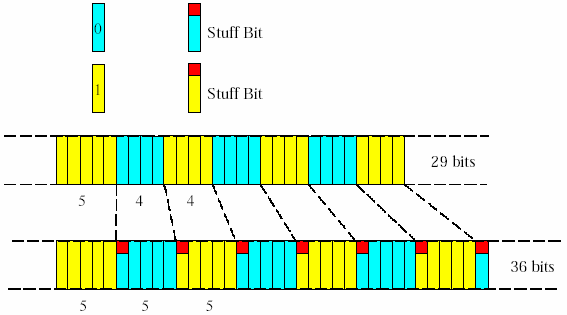 0
Stuff Bit
1
Stuff Bit
29 bits
5 4 4
36 bits
5 5 5